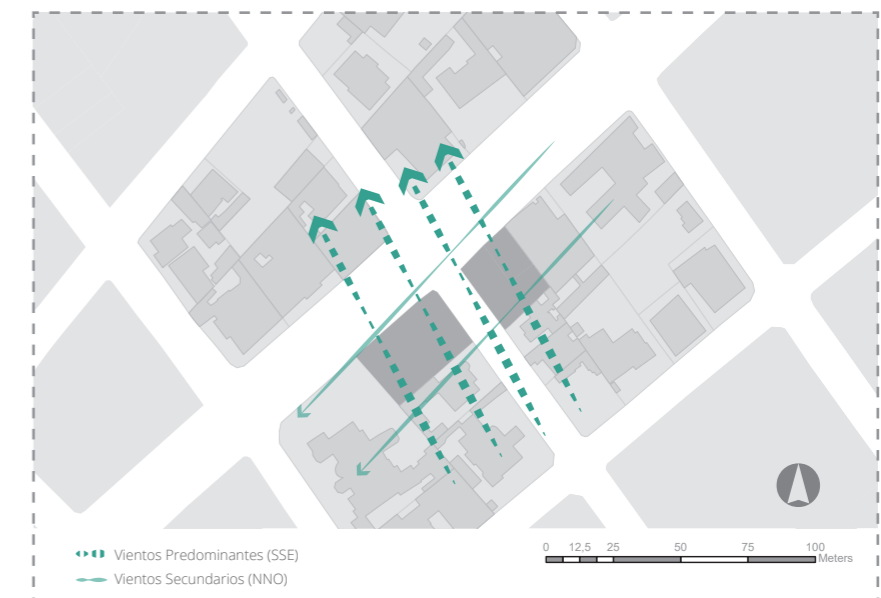 Vientos Predominantes (SSE)
Vientos Secundarios (NNO)
0 12,5 25 50 75 100
Meters